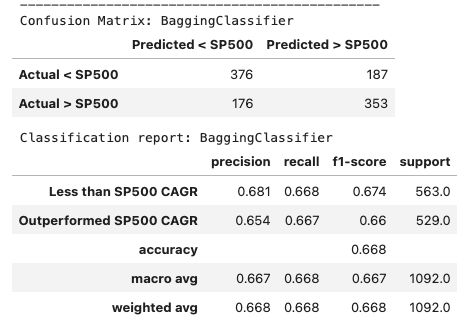 Confusion Matrix: BaggingClassifier
Predicted < SP500 Predicted > SP500
Actual < SP500 376 187
Actual > SP500 176 353
Classification report: BaggingClassifier
precision recall f1-score support
Less than SP500 CAGR 0.681 0.668 0.674 563.0
Outperformed SP500 CAGR 0.654 0.667 0.66 529.0
accuracy 0.668
macro avg 0.667 0.668 0.667 1092.0
weighted avg 0.668 0.668 0.668 1092.0